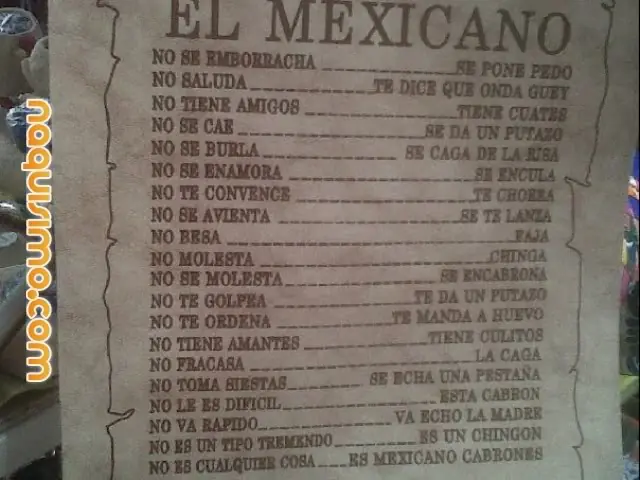 EL MEXICANO
NO SE EMBORRACHA SE PONE PEDO
NO SALUDA TE DICE QUE ONDA GUEY
NO TIENE AMIGOS TIENE CUATES
NO SE CAE SE DA UN PUTAZO
NO SE BURLA SE CAGA DE LA RISA
NO SE ENAMORA SE ENCULA
NO TE CONVENCE TE CHOREA
NO SE AVIENTA SE TE LANZA
NO BESA FAJA
NO MOLESTA CHINGA
NO SE MOLESTA SE ENCABRONA
NO TE GOLPEA TE DA UN PUTAZO
NO TE ORDENA TE MANDA A HUEVO
NO TIENE AMANTES TIENE CULITOS
NO FRACASA LA CAGA
NO TOMA SIESTAS SE ECHA UNA PESTAÑA
NO LE ES DIFICIL ESTA CABRON
NO VA RAPIDO VA ECHO LA MADRE
NO ES UN TIPO TREMENDO ES UN CHINGON
NO ES CUALQUIER COSA ES MEXICANO CABRONES
naquisimo.com